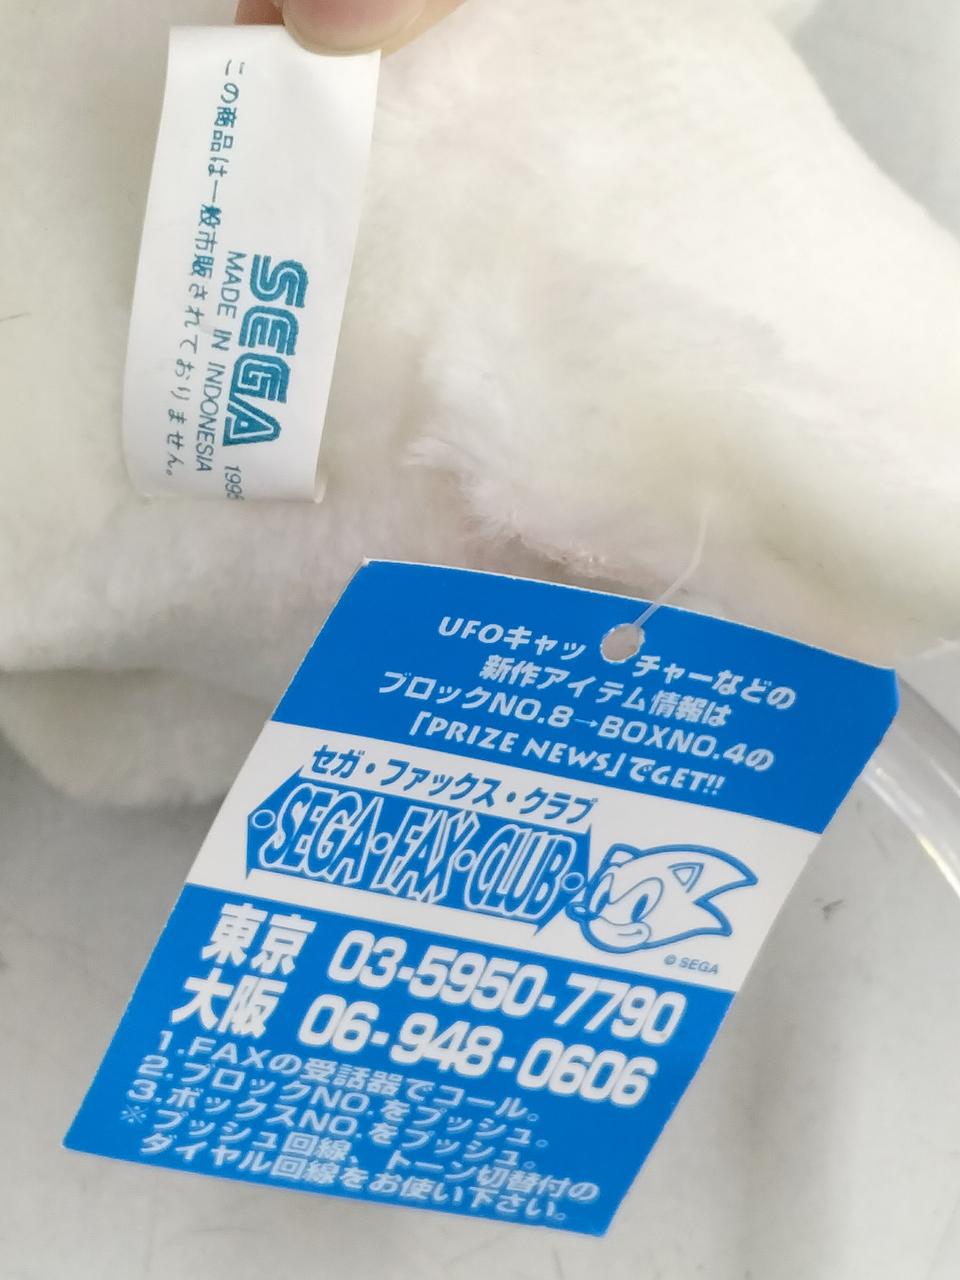 SEGA 1995
MADE IN INDONESIA
この商品は一般市販されておりません。
UFOキャッチャーなどの
新作アイテム情報は
ブロックNO.8→BOXNO.4の
「PRIZE NEWS」でGET!!
セガ・ファックス・クラブ
SEGA・FAX・CLUB
© SEGA
東京 03-5950-7790
大阪 06-948-0606
1.FAXの受話器でコール。
2.ブロックNO.をプッシュ。
3.ボックスNO.をプッシュ。
※プッシュ回線、トーン切替付の
ダイヤル回線をお使い下さい。